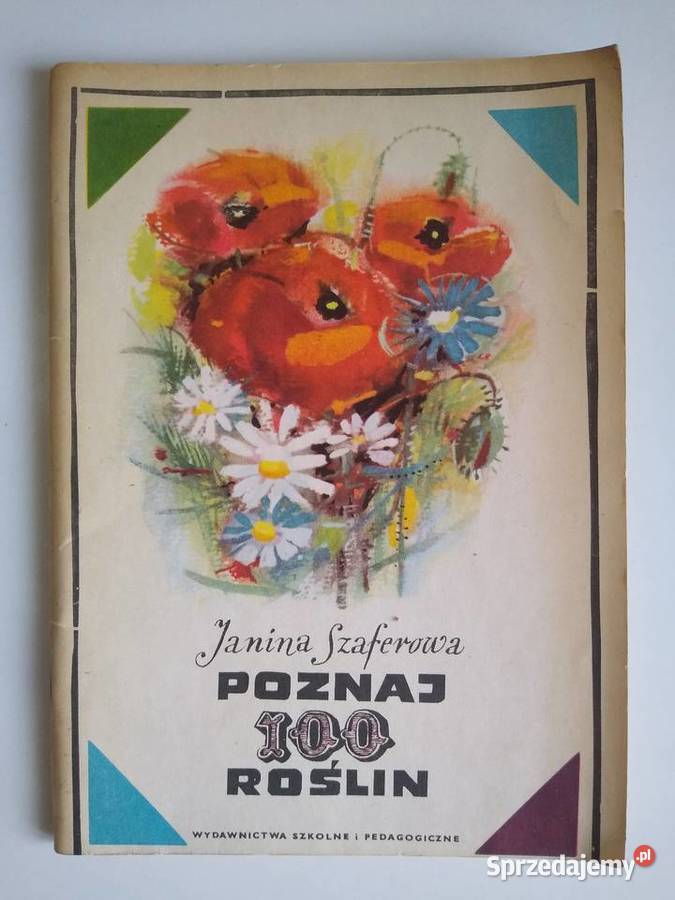 Janina Szaferowa
POZNAJ
100
ROŚLIN
WYDAWNICTWA SZKOLNE i PEDAGOGICZNE
Sprzedajemy.pl